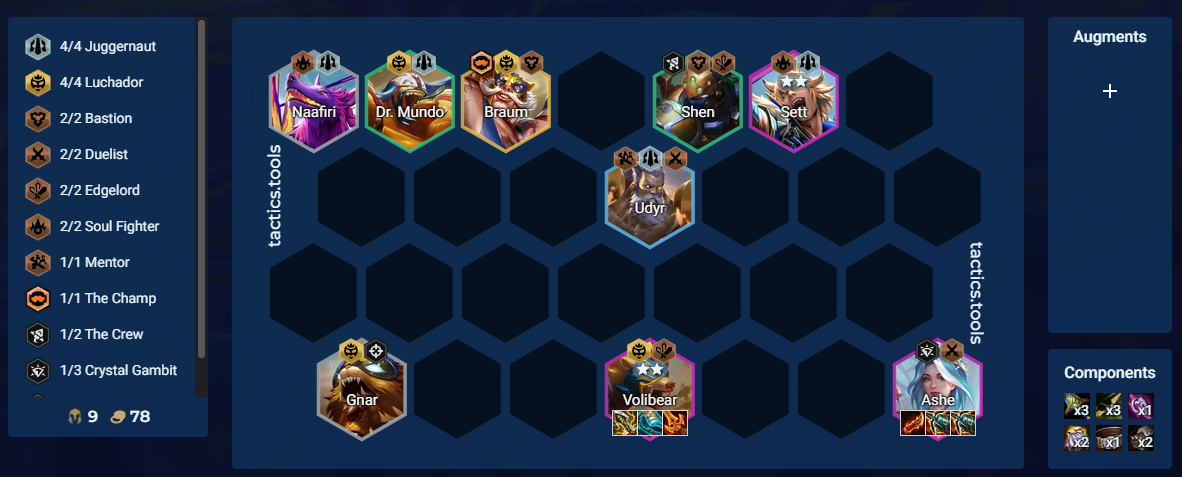 4/4 Juggernaut
4/4 Luchador
2/2 Bastion
2/2 Duelist
2/2 Edgelord
2/2 Soul Fighter
1/1 Mentor
1/1 The Champ
1/2 The Crew
1/3 Crystal Gambit
9 78
tactics.tools
Naafiri
Dr. Mundo
Braum
Shen
Sett
Udyr
tactics.tools
Gnar
Volibear
Ashe
Augments
+
Components
x3 x3 x1
x2 x1 x2